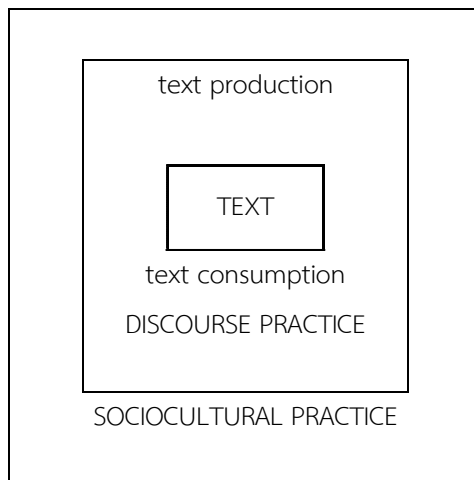 text production
TEXT
text consumption
DISCOURSE PRACTICE
SOCIOCULTURAL PRACTICE